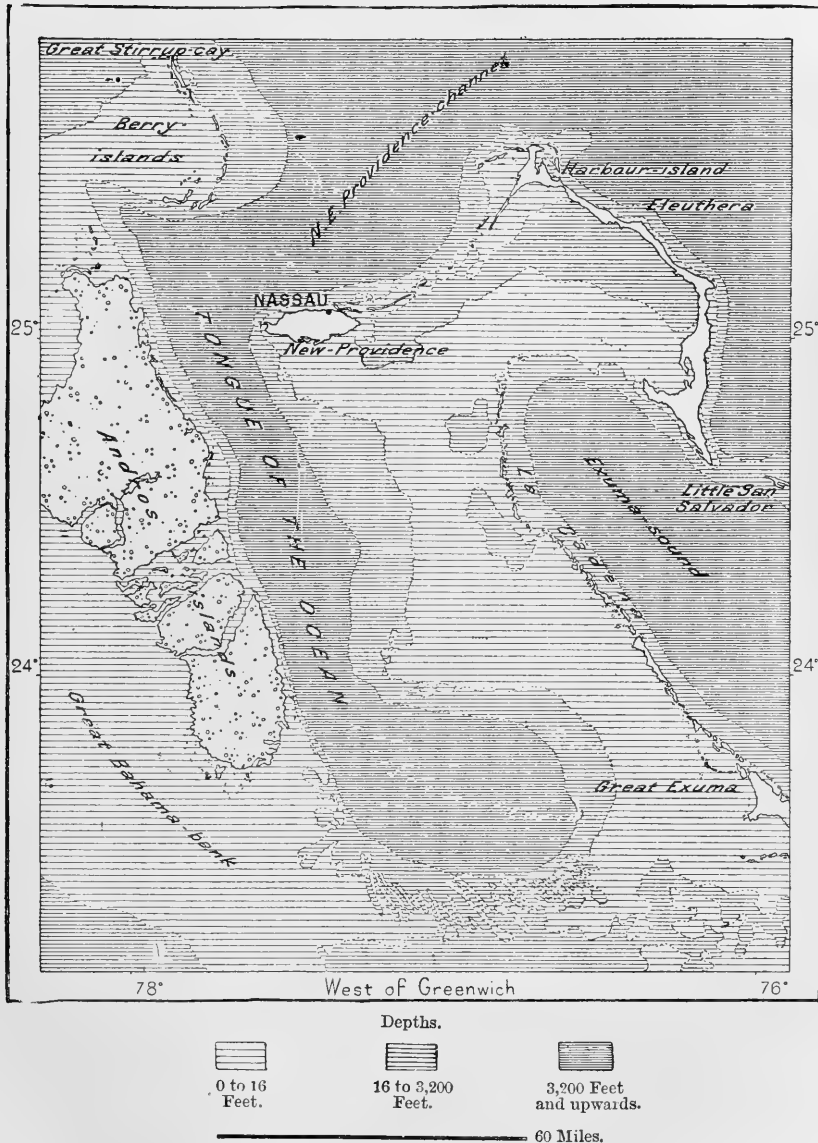 Great Stirrup-cay
Berry
islands
N.E. Providence-channel
Harbour-island
Eleuthera
NASSAU
25°
25°
New-Providence
TONGUE OF THE OCEAN
Andros
Islands
La Cadena
Exuma-sound
Little San
Salvador
24°
24°
Great Bahama-bank
Great Exuma
78°
West of Greenwich
76°
Depths.
0 to 16
Feet.
16 to 3,200
Feet.
3,200 Feet
and upwards.
60 Miles.